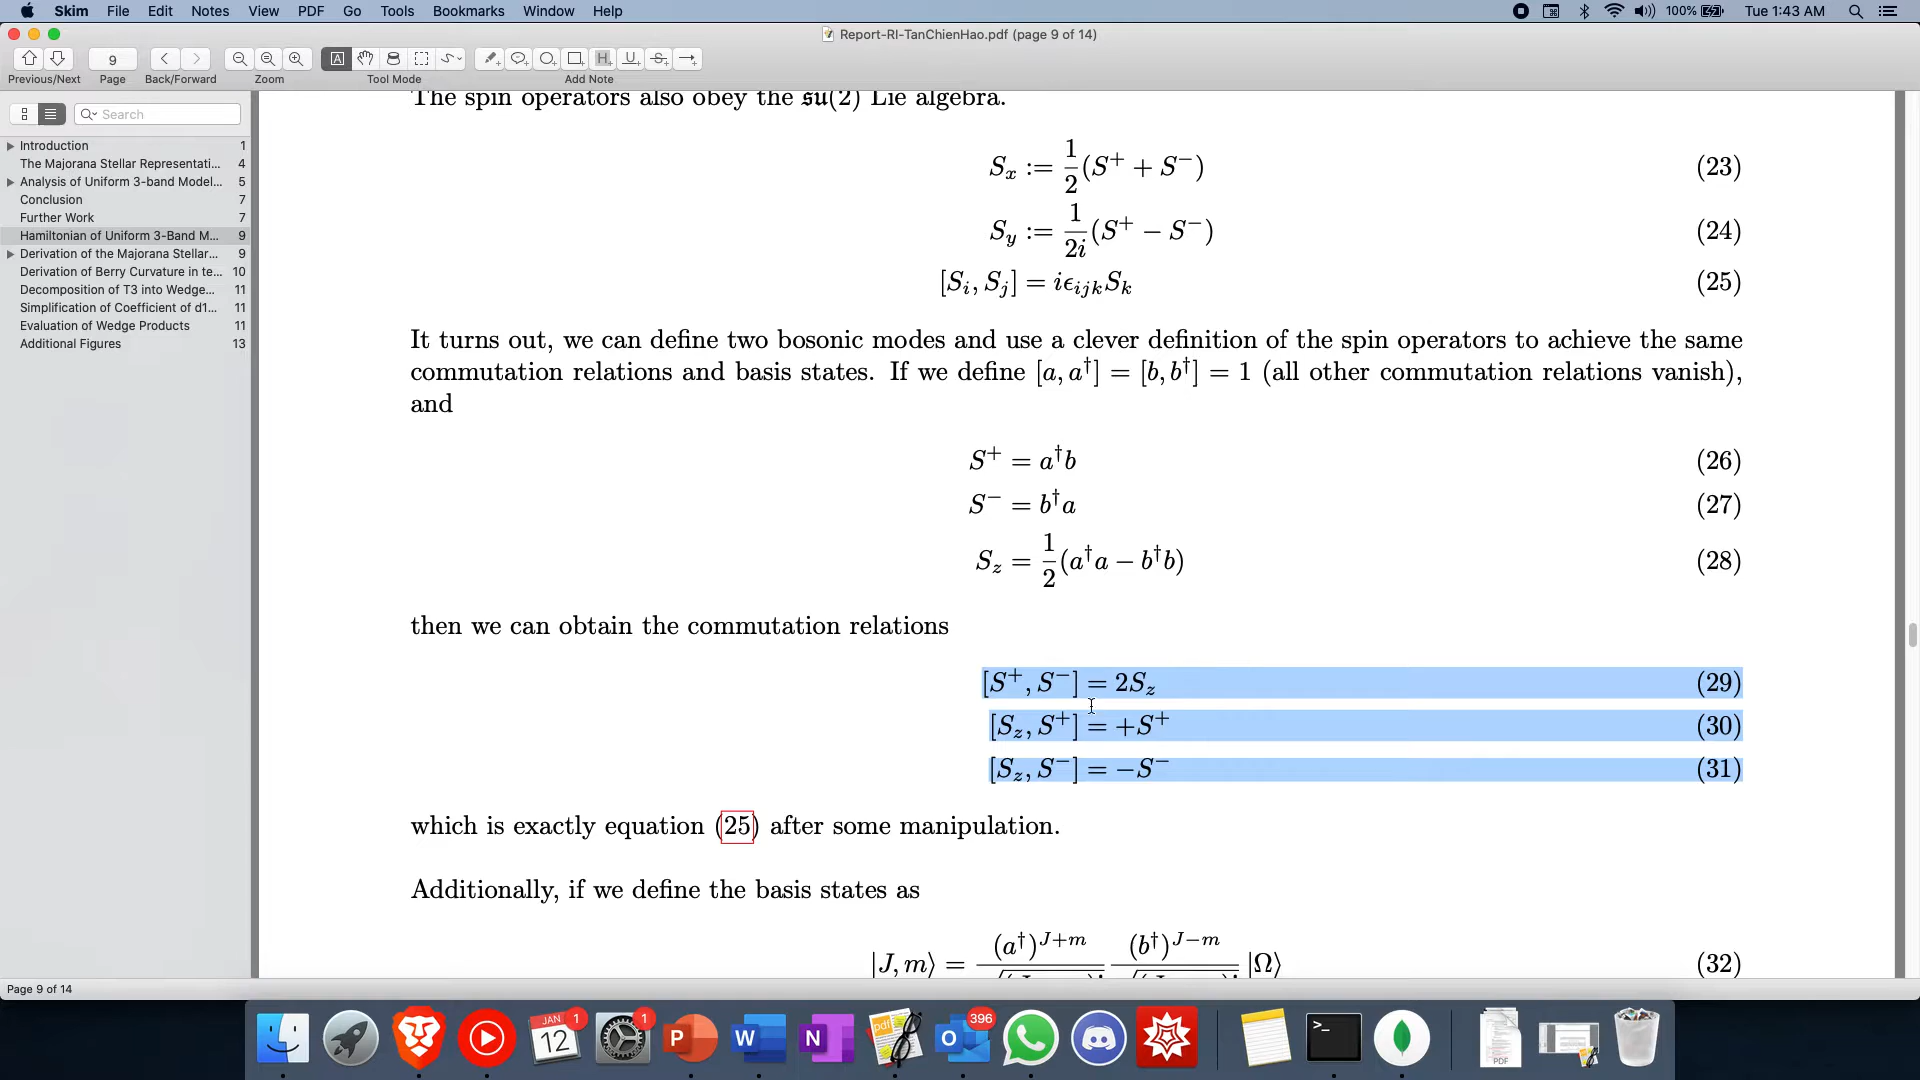 Skim File Edit Notes View PDF Go Tools Bookmarks Window Help 100% Tue 1:43 AM
Report-RI-TanChienHao.pdf (page 9 of 14)
9
Previous/Next Page Back/Forward Zoom Tool Mode Add Note
Search
Introduction 1
The Majorana Stellar Representati... 4
Analysis of Uniform 3-band Model... 5
Conclusion 7
Further Work 7
Hamiltonian of Uniform 3-Band M... 9
Derivation of the Majorana Stellar... 9
Derivation of Berry Curvature in te... 10
Decomposition of T3 into Wedge... 11
Simplification of Coefficient of d1... 11
Evaluation of Wedge Products 11
Additional Figures 13
The spin operators also obey the 𝔰𝔲(2) Lie algebra.
Sₓ := 1/2 (S⁺ + S⁻) (23)
S_y := 1/2i (S⁺ − S⁻) (24)
[S_i, S_j] = iϵ_ijk S_k (25)
It turns out, we can define two bosonic modes and use a clever definition of the spin operators to achieve the same
commutation relations and basis states. If we define [a, a†] = [b, b†] = 1 (all other commutation relations vanish),
and
S⁺ = a†b (26)
S⁻ = b†a (27)
S_z = 1/2 (a†a − b†b) (28)
then we can obtain the commutation relations
[S⁺, S⁻] = 2S_z (29)
[S_z, S⁺] = +S⁺ (30)
[S_z, S⁻] = −S⁻ (31)
which is exactly equation (25) after some manipulation.
Additionally, if we define the basis states as
|J, m⟩ = (a†)^{J+m} (b†)^{J−m} |Ω⟩ (32)
Page 9 of 14
JAN 12 1
1
P
W
N
pdf
O 396
>_
PDF